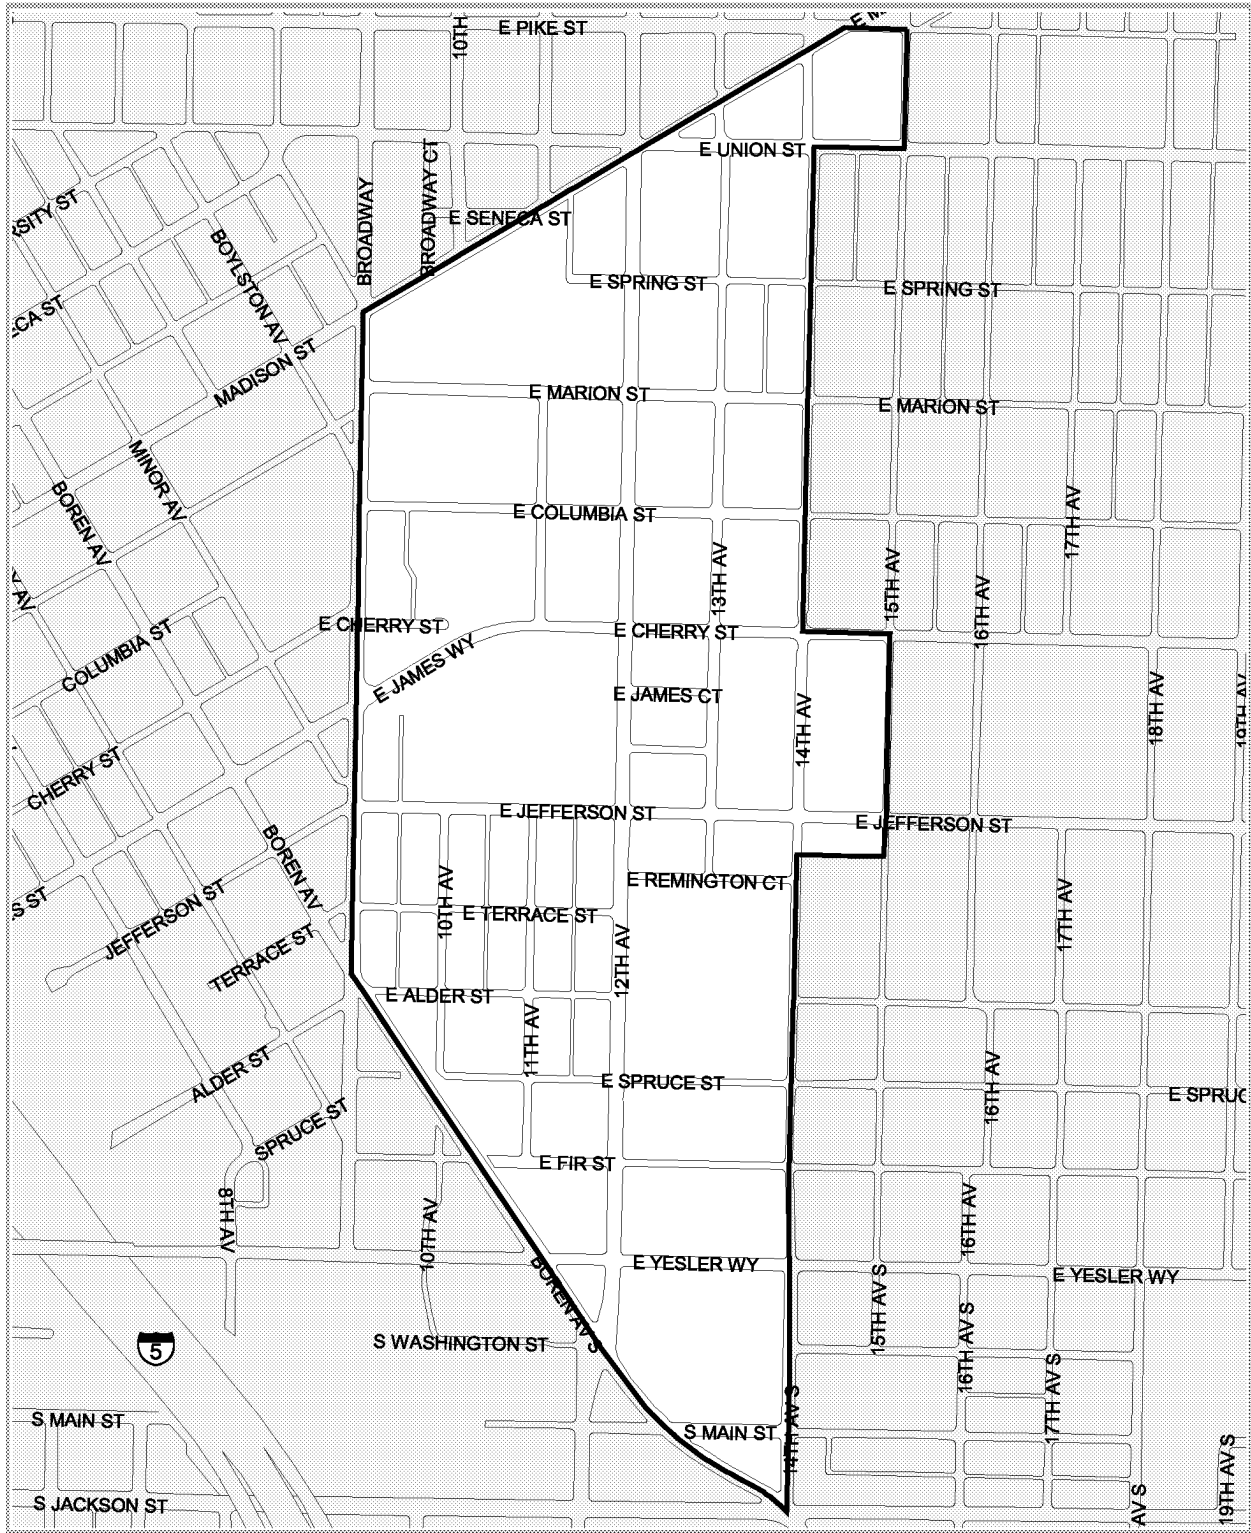 E M
10TH
E PIKE ST
E UNION ST
BROADWAY
BROADWAY CT
RSITY ST
E SENECA ST
BOYLSTON AV
E SPRING ST
E SPRING ST
ECA ST
MADISON ST
E MARION ST
E MARION ST
MINOR AV
BOREN AV
E COLUMBIA ST
17TH AV
13TH AV
15TH AV
16TH AV
AV
COLUMBIA ST
E CHERRY ST
E CHERRY ST
E JAMES WY
E JAMES CT
14TH AV
18TH AV
19TH AV
CHERRY ST
E JEFFERSON ST
E JEFFERSON ST
BOREN AV
S ST
JEFFERSON ST
10TH AV
E REMINGTON CT
17TH AV
E TERRACE ST
TERRACE ST
12TH AV
E ALDER ST
11TH AV
ALDER ST
E SPRUCE ST
16TH AV
E SPRUC
SPRUCE ST
E FIR ST
8TH AV
10TH AV
16TH AV
E YESLER WY
E YESLER WY
BOREN AV S
15TH AV S
16TH AV S
5
S WASHINGTON ST
17TH AV S
14TH AV S
S MAIN ST
S MAIN ST
19TH AV S
AV S
S JACKSON ST